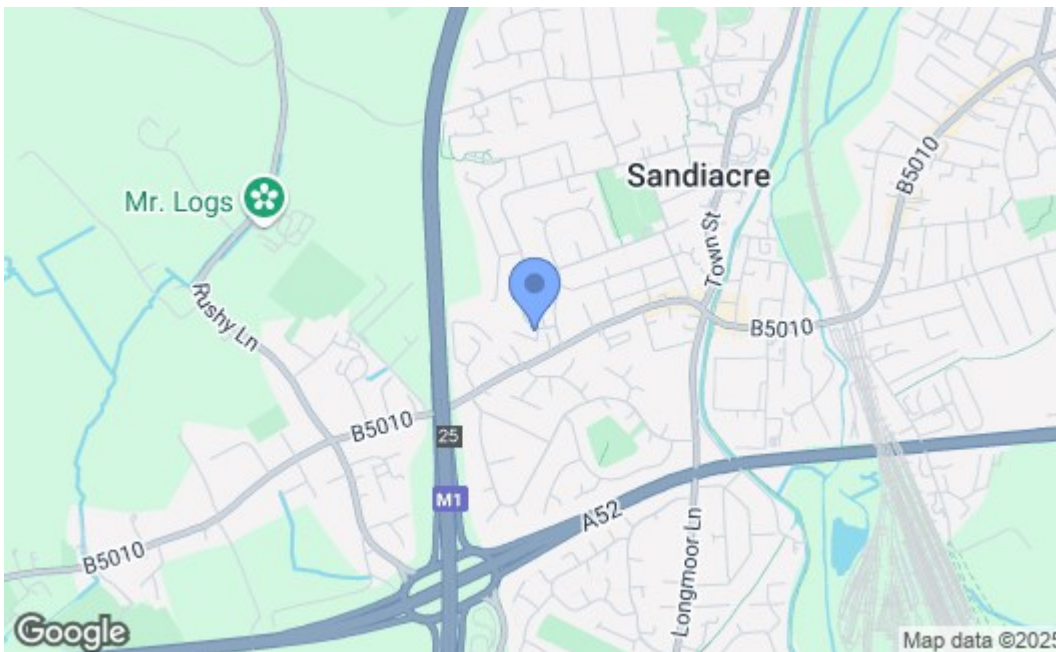 B5010
Sandiacre
Mr. Logs
Town St
Rushy Ln
B5010
B5010
25
M1
A52
B5010
Longmoor Ln
Google
Map data ©2025